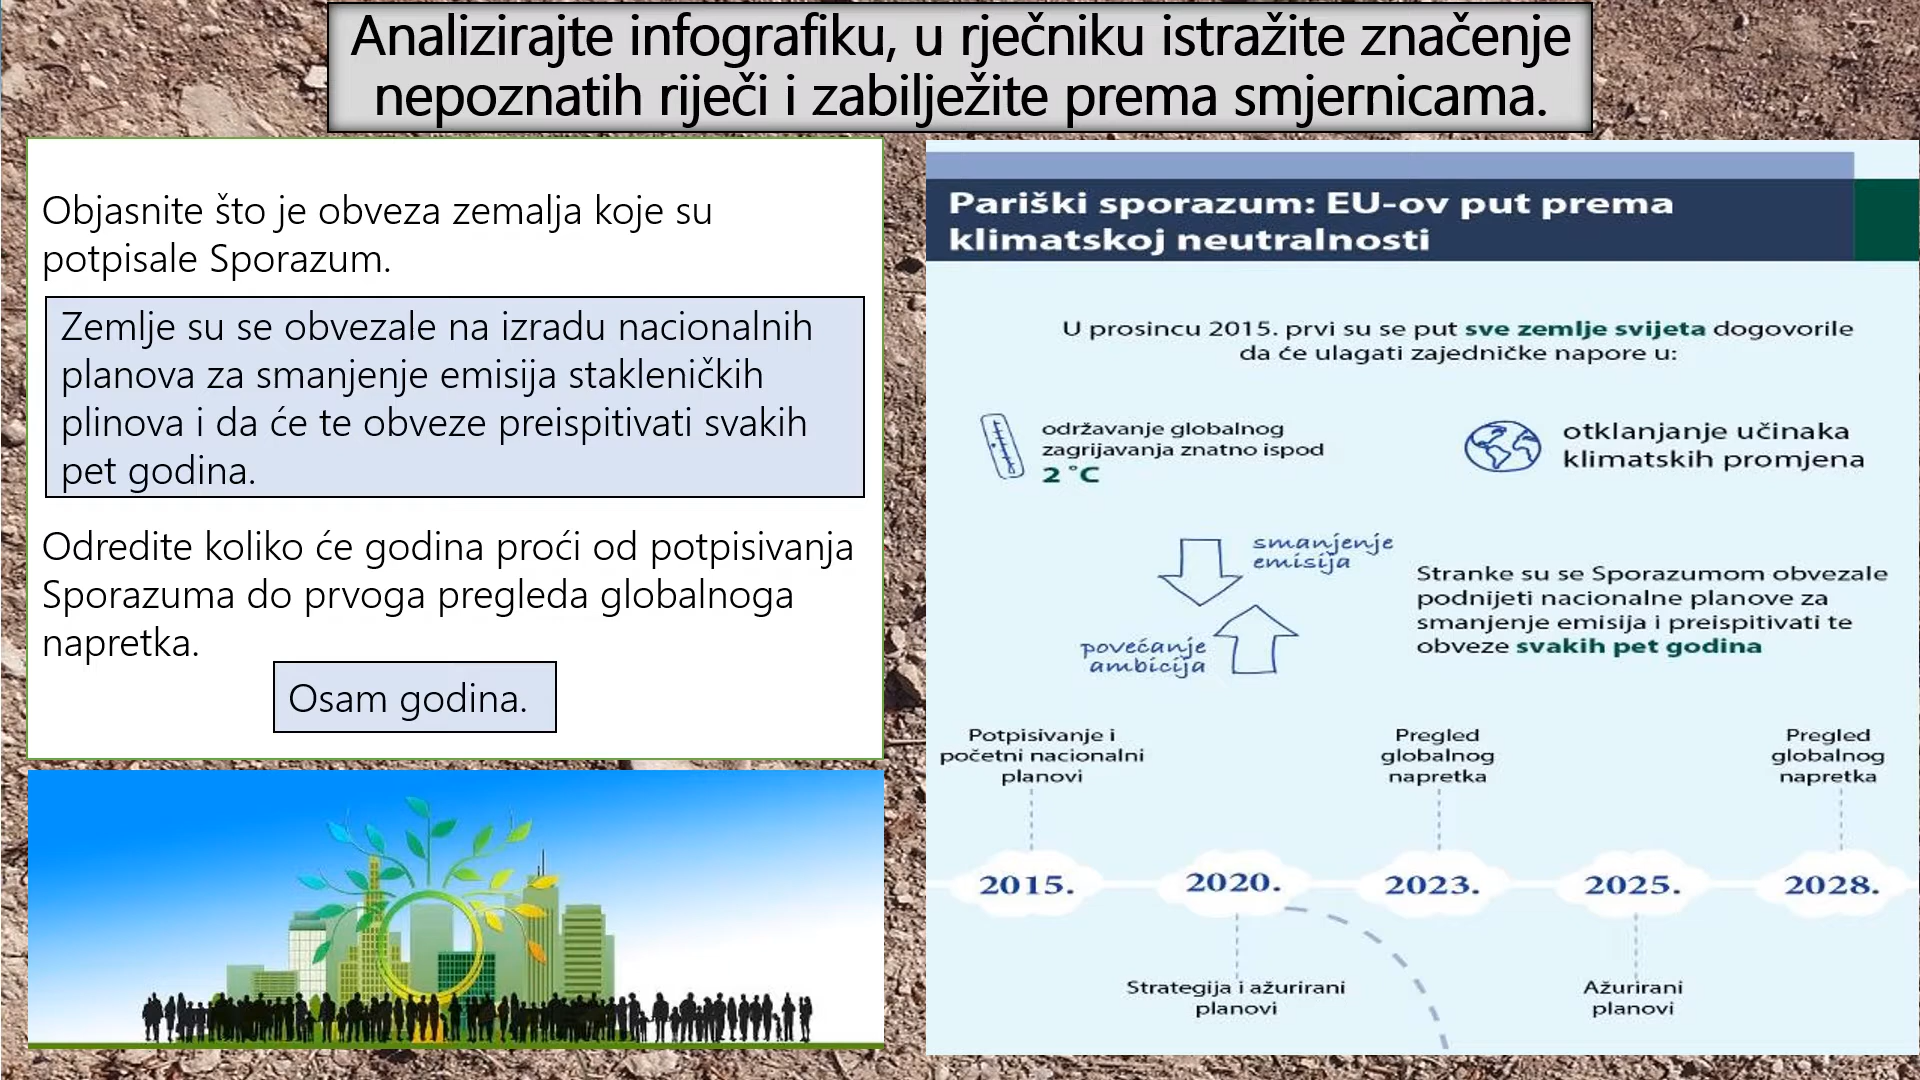 Analizirajte infografiku, u rječniku istražite značenje
nepoznatih riječi i zabilježite prema smjernicama.
Objasnite što je obveza zemalja koje su
potpisale Sporazum.
Zemlje su se obvezale na izradu nacionalnih
planova za smanjenje emisija stakleničkih
plinova i da će te obveze preispitivati svakih
pet godina.
Odredite koliko će godina proći od potpisivanja
Sporazuma do prvoga pregleda globalnoga
napretka.
Osam godina.
Pariški sporazum: EU-ov put prema
klimatskoj neutralnosti
U prosincu 2015. prvi su se put sve zemlje svijeta dogovorile
da će ulagati zajedničke napore u:
održavanje globalnog
zagrijavanja znatno ispod
2 °C
otklanjanje učinaka
klimatskih promjena
smanjenje
emisija
povećanje
ambicija
Stranke su se Sporazumom obvezale
podnijeti nacionalne planove za
smanjenje emisija i preispitivati te
obveze svakih pet godina
Potpisivanje i
početni nacionalni
planovi
Pregled
globalnog
napretka
Pregled
globalnog
napretka
2015.
2020.
2023.
2025.
2028.
Strategija i ažurirani
planovi
Ažurirani
planovi